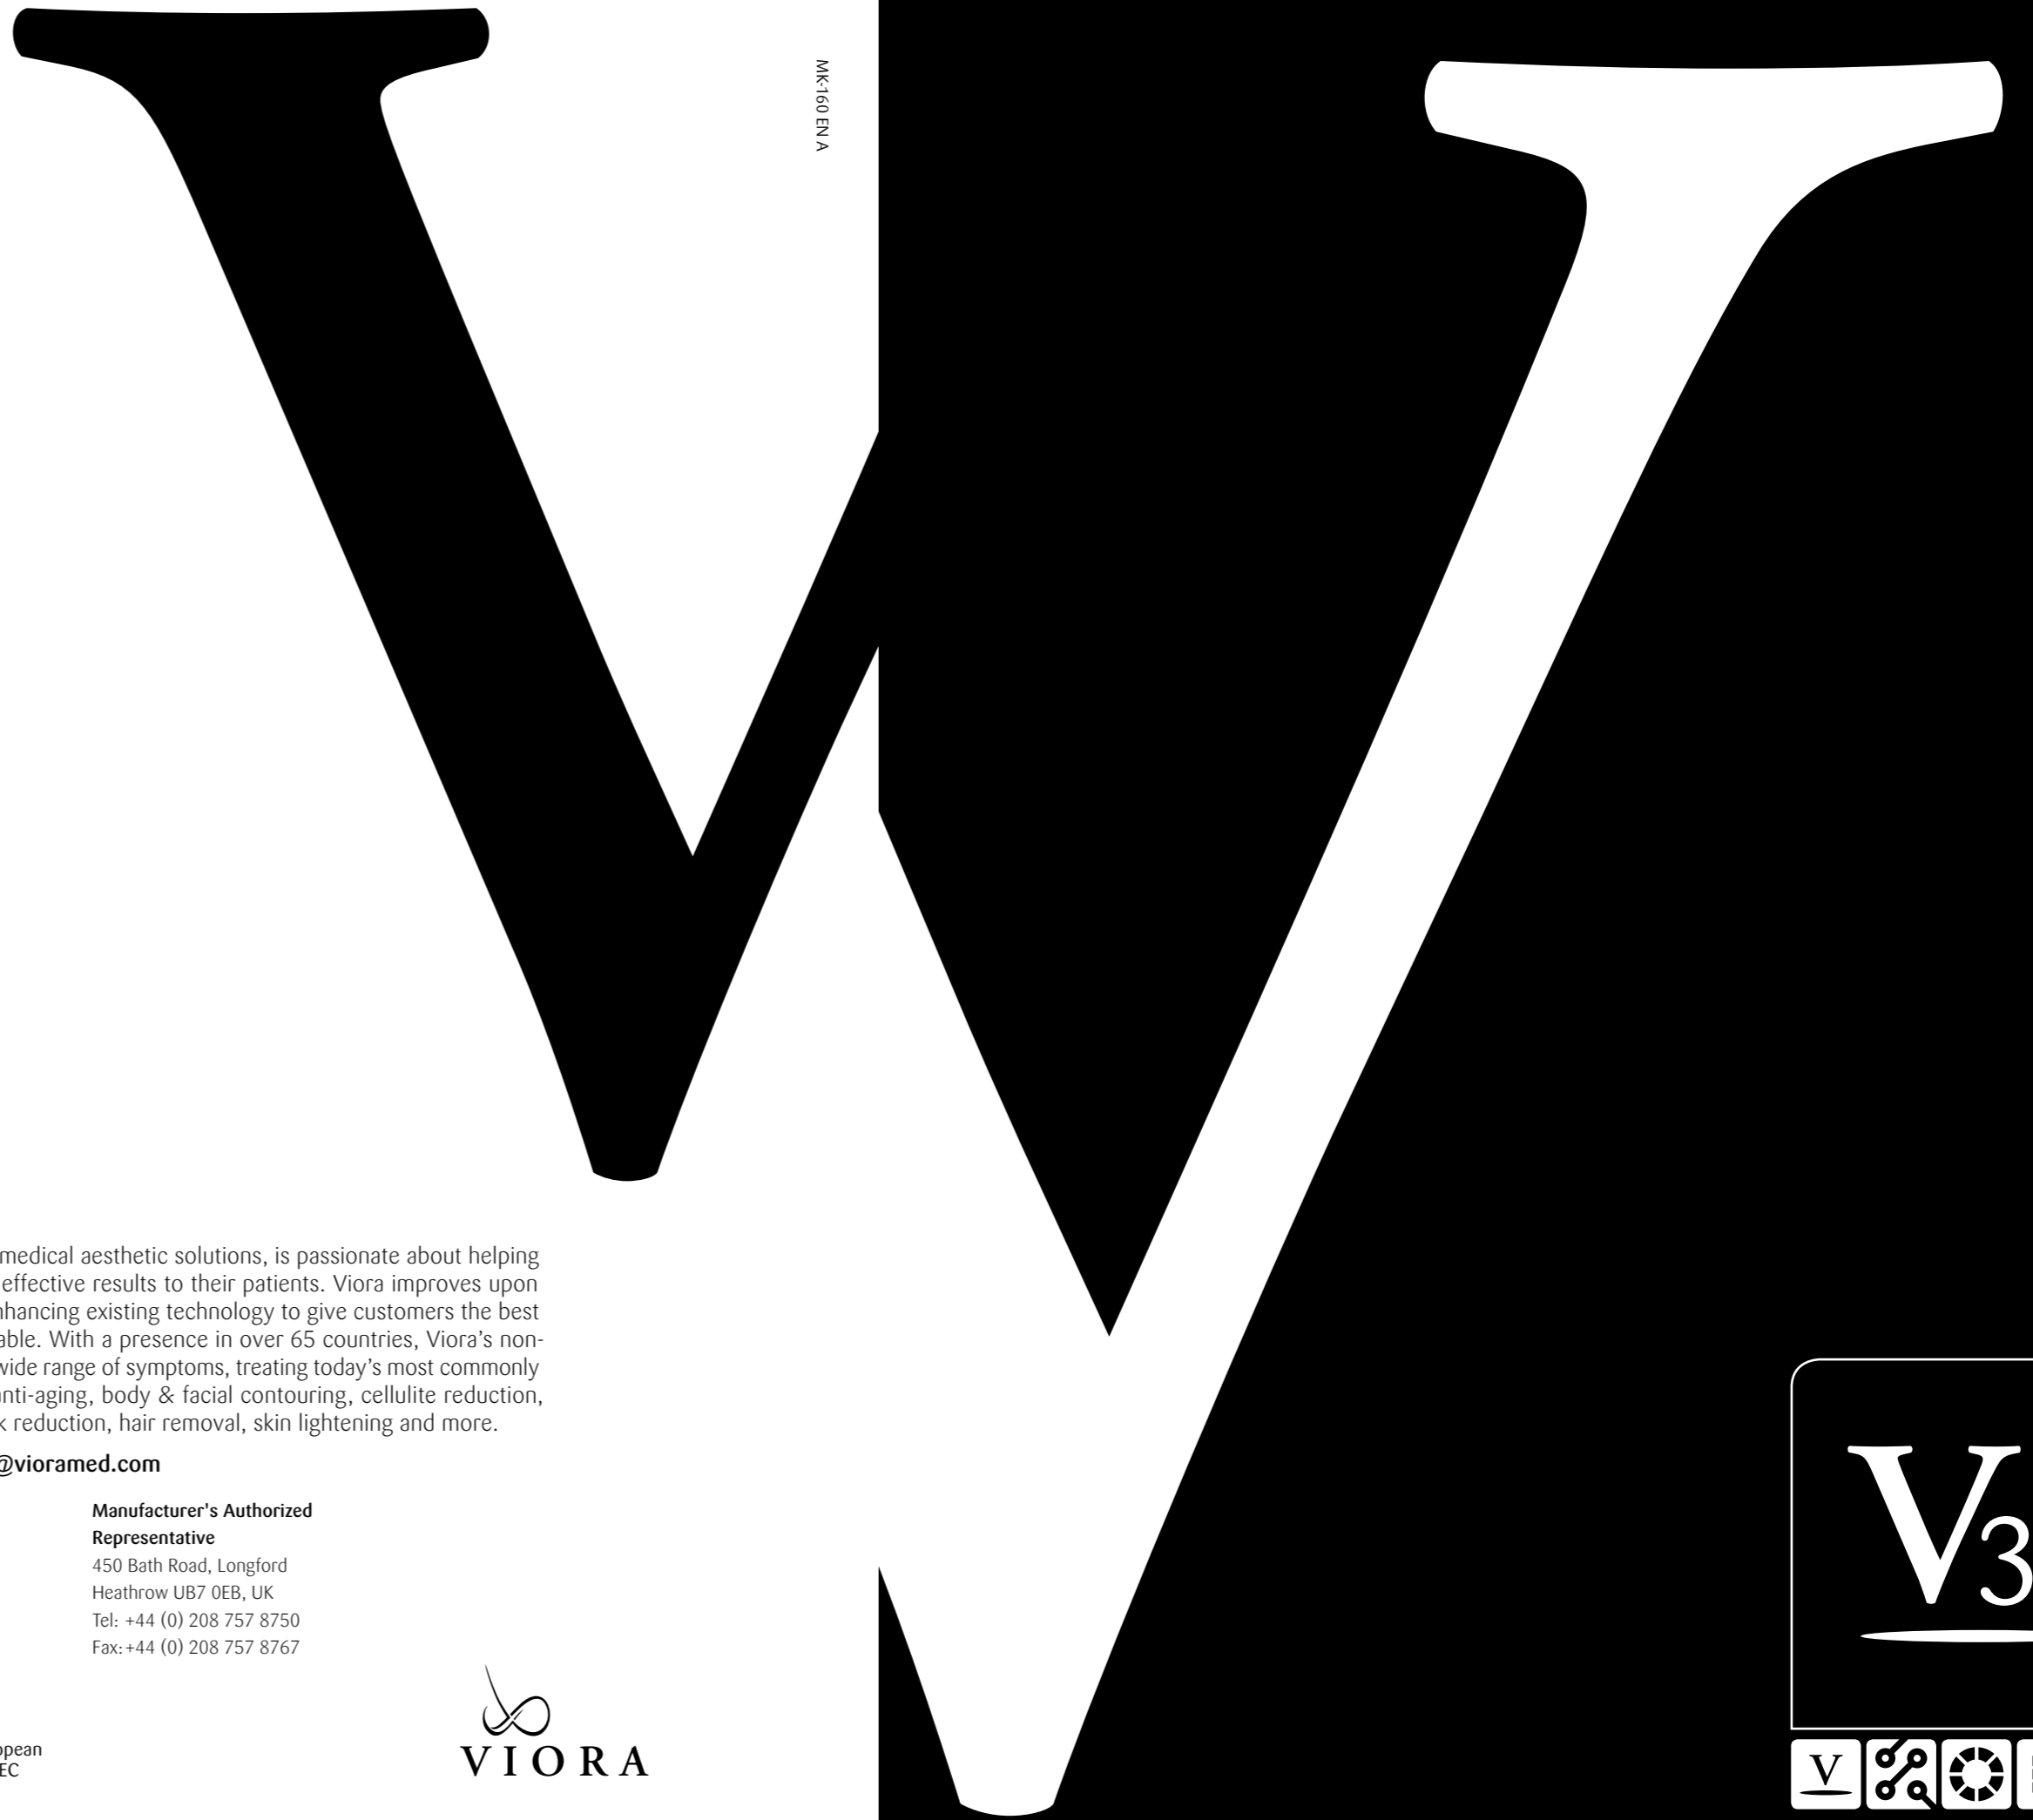 MK-160 EN A
medical aesthetic solutions, is passionate about helping
effective results to their patients. Viora improves upon
nhancing existing technology to give customers the best
able. With a presence in over 65 countries, Viora's non-
wide range of symptoms, treating today's most commonly
anti-aging, body & facial contouring, cellulite reduction,
k reduction, hair removal, skin lightening and more.
@vioramed.com
Manufacturer's Authorized
Representative
450 Bath Road, Longford
Heathrow UB7 0EB, UK
Tel: +44 (0) 208 757 8750
Fax:+44 (0) 208 757 8767
opean
EC
VIORA
V
V3
V